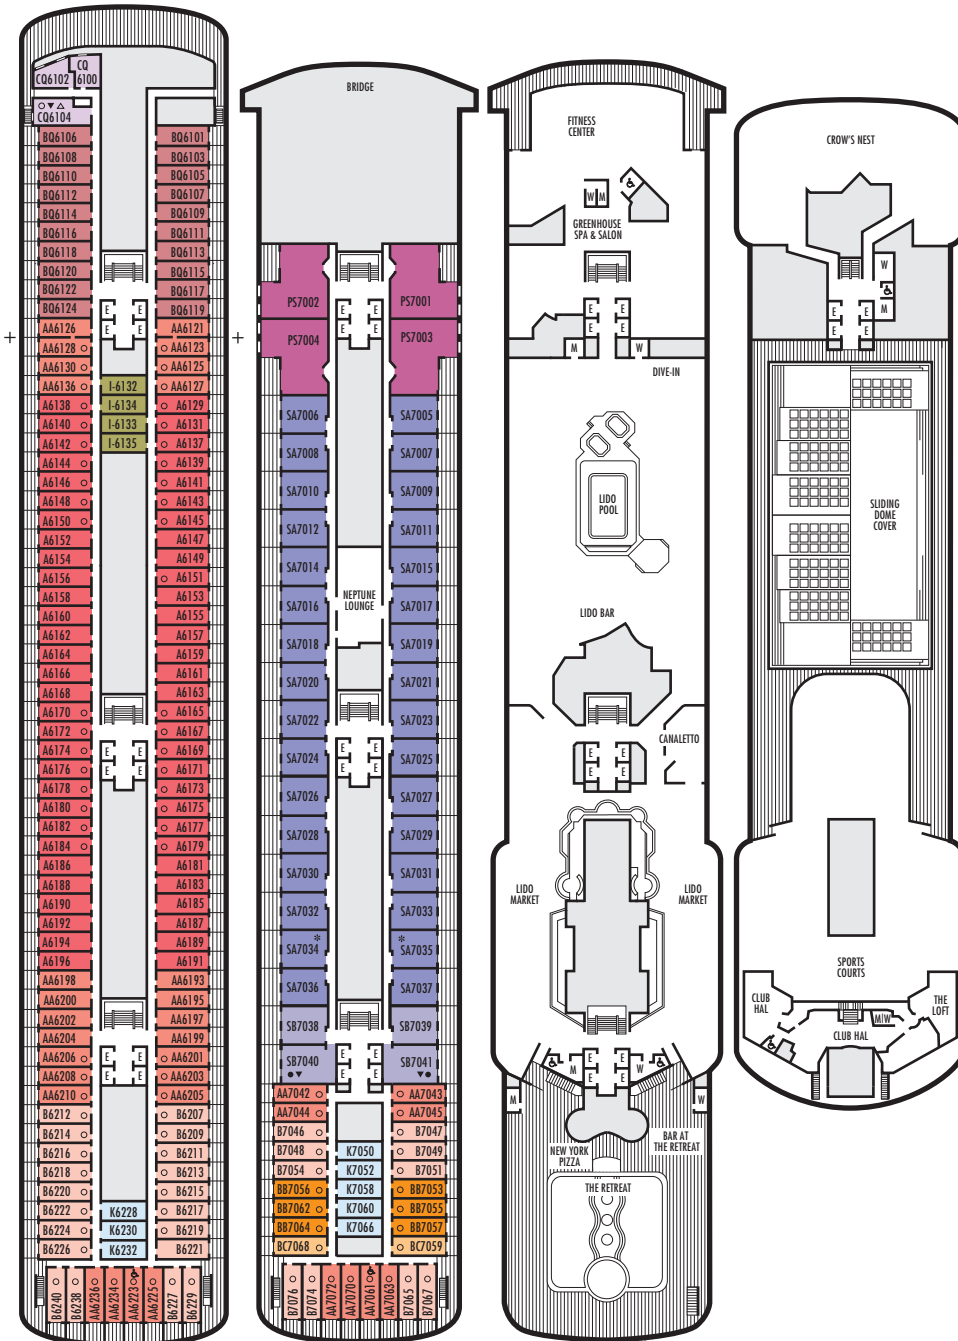 CQ
6100
CQ6102
CQ6104
BQ6106
BQ6108
BQ6110
BQ6112
BQ6114
BQ6116
BQ6118
BQ6120
BQ6122
BQ6124
AA6126
AA6128
AA6130
AA6136
A6138
A6140
A6142
A6144
A6146
A6148
A6150
A6152
A6154
A6156
A6158
A6160
A6162
A6164
A6166
A6168
A6170
A6172
A6174
A6176
A6178
A6180
A6182
A6184
A6186
A6188
A6190
A6192
A6194
A6196
AA6198
AA6200
AA6202
AA6204
AA6206
AA6208
AA6210
B6212
B6214
B6216
B6218
B6220
B6222
B6224
B6226
E E
E E
I-6132
I-6134
I-6133
I-6135
E E
E E
E E
E E
K6228
K6230
K6232
BQ6101
BQ6103
BQ6105
BQ6107
BQ6109
BQ6111
BQ6113
BQ6115
BQ6117
BQ6119
AA6121
AA6123
AA6125
AA6127
A6129
A6131
A6137
A6139
A6141
A6143
A6145
A6147
A6149
A6151
A6153
A6155
A6157
A6159
A6161
A6163
A6165
A6167
A6169
A6171
A6173
A6175
A6177
A6179
A6181
A6183
A6185
A6187
A6189
A6191
AA6193
AA6195
AA6197
AA6199
AA6201
AA6203
AA6205
B6207
B6209
B6211
B6213
B6215
B6217
B6219
B6221
B6240
B6238
AA6236
AA6234
AA6223
AA6225
B6227
B6229
BRIDGE
PS7002
PS7004
SA7006
SA7008
SA7010
SA7012
SA7014
SA7016
SA7018
SA7020
SA7022
SA7024
SA7026
SA7028
SA7030
SA7032
SA7034
SA7036
SB7038
SB7040
AA7042
AA7044
B7046
B7048
B7054
BB7056
BB7062
BB7064
BC7068
E E
E E
NEPTUNE
LOUNGE
E E
E E
E E
E E
K7050
K7052
K7058
K7060
K7066
PS7001
PS7003
SA7005
SA7007
SA7009
SA7011
SA7015
SA7017
SA7019
SA7021
SA7023
SA7025
SA7027
SA7029
SA7031
SA7033
SA7035
SA7037
SB7039
SB7041
AA7043
AA7045
B7047
B7049
B7051
BB7053
BB7055
BB7057
BC7059
B7076
B7074
AA7072
AA7070
AA7061
AA7063
B7065
B7067
FITNESS
CENTER
W M
GREENHOUSE
SPA & SALON
E E
E E
M W
DIVE-IN
LIDO
POOL
LIDO BAR
CANALETTO
E E
E E
LIDO
MARKET
LIDO
MARKET
E E
M W
E E
M W
NEW YORK
PIZZA
BAR AT
THE RETREAT
THE RETREAT
CROW'S NEST
W
M
E E
E E
SLIDING
DOME
COVER
SPORTS
COURTS
CLUB
HAL
THE
LOFT
M W
CLUB HAL